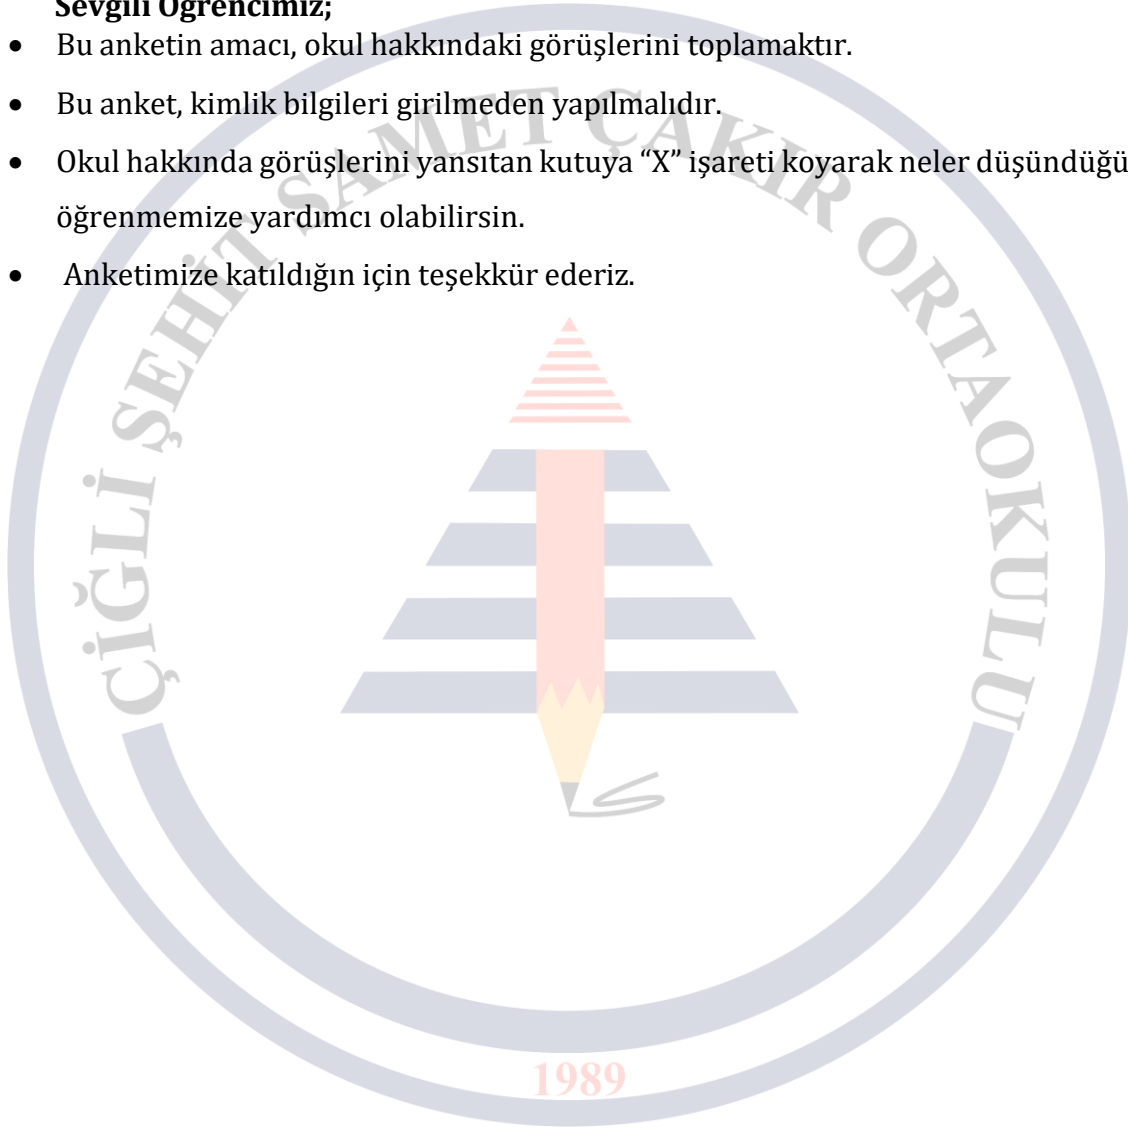 Sevgili Öğrencimiz;
• Bu anketin amacı, okul hakkındaki görüşlerini toplamaktır.
• Bu anket, kimlik bilgileri girilmeden yapılmalıdır.
• Okul hakkında görüşlerini yansıtan kutuya “X” işareti koyarak neler düşündüğü
öğrenmemize yardımcı olabilirsin.
• Anketimize katıldığın için teşekkür ederiz.
ÇİĞLİ ŞEHİT SAMET ÇAKIR ORTAOKULU
1989